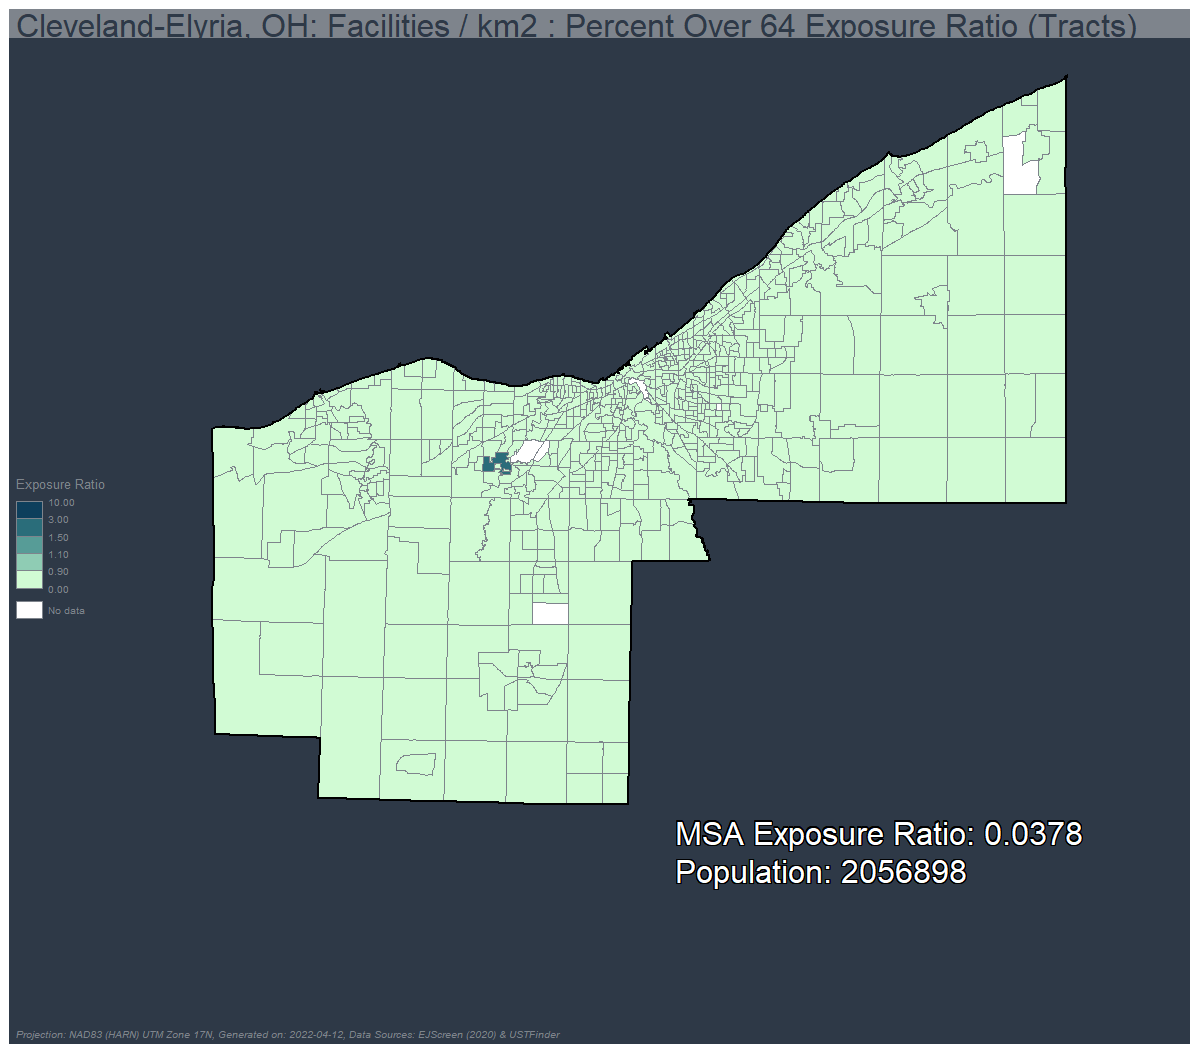 Cleveland-Elyria, OH: Facilities / km2 : Percent Over 64 Exposure Ratio (Tracts)
Exposure Ratio
10.00
3.00
1.50
1.10
0.90
0.00
No data
MSA Exposure Ratio: 0.0378
Population: 2056898
Projection: NAD83 (HARN) UTM Zone 17N, Generated on: 2022-04-12, Data Sources: EJScreen (2020) & USTFinder